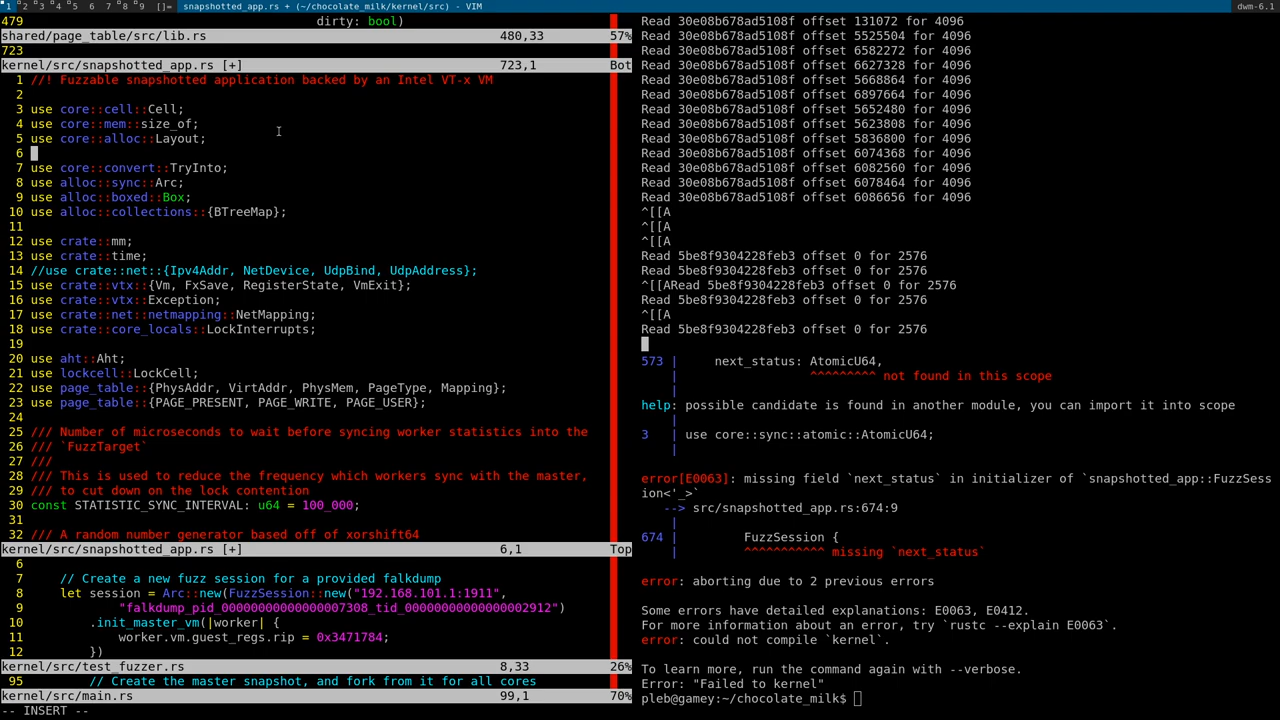 1 2 3 4 5 6 7 8 9 []= snapshotted_app.rs + (~/chocolate_milk/kernel/src) - VIM dwm-6.1
479 dirty: bool)
shared/page_table/src/lib.rs 480,33 57%
723
kernel/src/snapshotted_app.rs [+] 723,1 Bot
1 //! Fuzzable snapshotted application backed by an Intel VT-x VM
2
3 use core::cell::Cell;
4 use core::mem::size_of;
5 use core::alloc::Layout;
6
7 use core::convert::TryInto;
8 use alloc::sync::Arc;
9 use alloc::boxed::Box;
10 use alloc::collections::{BTreeMap};
11
12 use crate::mm;
13 use crate::time;
14 //use crate::net::{Ipv4Addr, NetDevice, UdpBind, UdpAddress};
15 use crate::vtx::{Vm, FxSave, RegisterState, VmExit};
16 use crate::vtx::Exception;
17 use crate::net::netmapping::NetMapping;
18 use crate::core_locals::LockInterrupts;
19
20 use aht::Aht;
21 use lockcell::LockCell;
22 use page_table::{PhysAddr, VirtAddr, PhysMem, PageType, Mapping};
23 use page_table::{PAGE_PRESENT, PAGE_WRITE, PAGE_USER};
24
25 /// Number of microseconds to wait before syncing worker statistics into the
26 /// `FuzzTarget`
27 ///
28 /// This is used to reduce the frequency which workers sync with the master,
29 /// to cut down on the lock contention
30 const STATISTIC_SYNC_INTERVAL: u64 = 100_000;
31
32 /// A random number generator based off of xorshift64
kernel/src/snapshotted_app.rs [+] 6,1 Top
6
7 // Create a new fuzz session for a provided falkdump
8 let session = Arc::new(FuzzSession::new("192.168.101.1:1911",
9 "falkdump_pid_00000000000000007308_tid_00000000000000002912")
10 .init_master_vm(|worker| {
11 worker.vm.guest_regs.rip = 0x3471784;
12 })
kernel/src/test_fuzzer.rs 8,33 26%
95 // Create the master snapshot, and fork from it for all cores
kernel/src/main.rs 99,1 70%
-- INSERT --
Read 30e08b678ad5108f offset 131072 for 4096
Read 30e08b678ad5108f offset 5525504 for 4096
Read 30e08b678ad5108f offset 6582272 for 4096
Read 30e08b678ad5108f offset 6627328 for 4096
Read 30e08b678ad5108f offset 5668864 for 4096
Read 30e08b678ad5108f offset 6897664 for 4096
Read 30e08b678ad5108f offset 5652480 for 4096
Read 30e08b678ad5108f offset 5623808 for 4096
Read 30e08b678ad5108f offset 5836800 for 4096
Read 30e08b678ad5108f offset 6074368 for 4096
Read 30e08b678ad5108f offset 6082560 for 4096
Read 30e08b678ad5108f offset 6078464 for 4096
Read 30e08b678ad5108f offset 6086656 for 4096
^[[A
^[[A
^[[A
Read 5be8f9304228feb3 offset 0 for 2576
Read 5be8f9304228feb3 offset 0 for 2576
^[[ARead 5be8f9304228feb3 offset 0 for 2576
Read 5be8f9304228feb3 offset 0 for 2576
^[[A
Read 5be8f9304228feb3 offset 0 for 2576
573 | next_status: AtomicU64,
| ^^^^^^^^^ not found in this scope
|
help: possible candidate is found in another module, you can import it into scope
|
3 | use core::sync::atomic::AtomicU64;
|
error[E0063]: missing field `next_status` in initializer of `snapshotted_app::FuzzSess
ion<'_>`
--> src/snapshotted_app.rs:674:9
|
674 | FuzzSession {
| ^^^^^^^^^^^ missing `next_status`
error: aborting due to 2 previous errors
Some errors have detailed explanations: E0063, E0412.
For more information about an error, try `rustc --explain E0063`.
error: could not compile `kernel`.
To learn more, run the command again with --verbose.
Error: "Failed to kernel"
pleb@gamey:~/chocolate_milk$